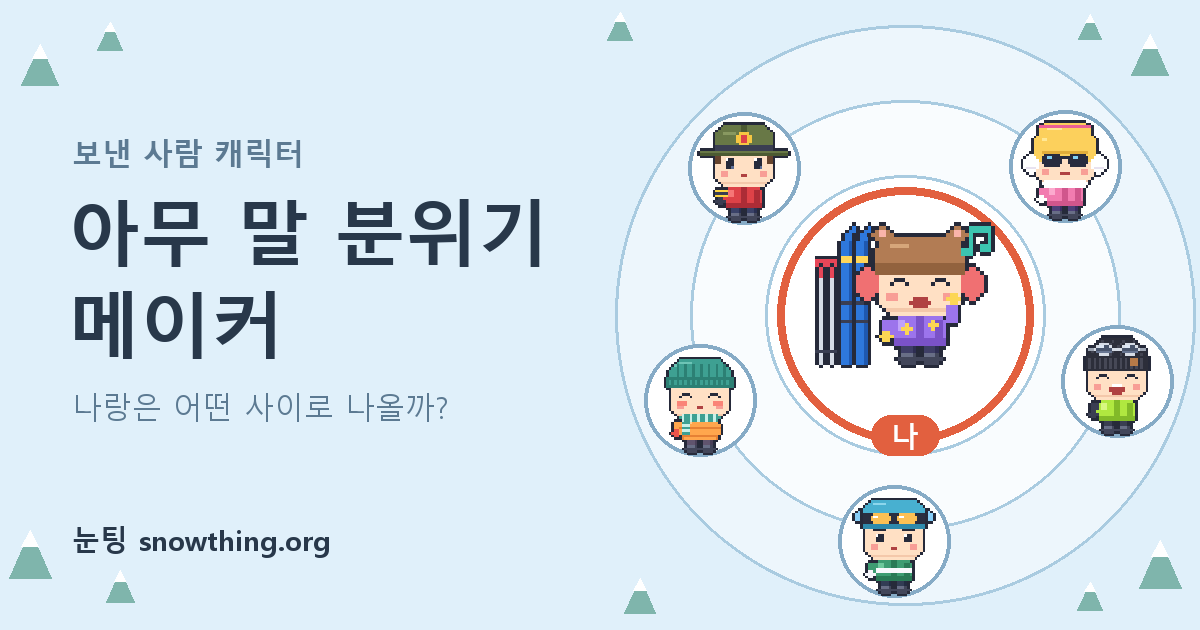 보낸 사람 캐릭터
아무 말 분위기
메이커
나랑은 어떤 사이로 나올까?
눈팅 snowthing.org
나